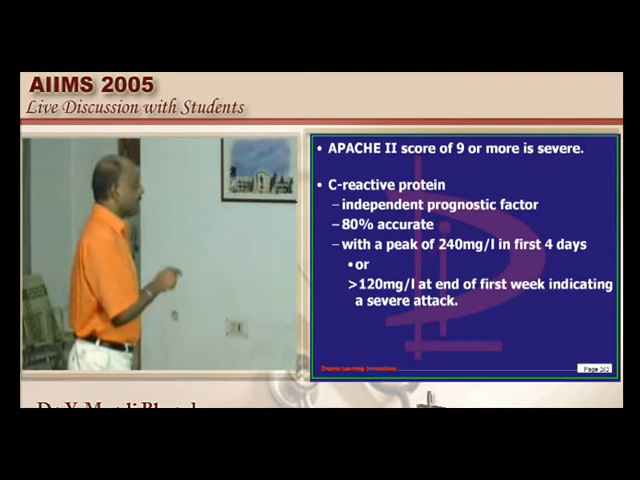 AIIMS 2005
Live Discussion with Students
• APACHE II score of 9 or more is severe.
• C-reactive protein
–independent prognostic factor
–80% accurate
–with a peak of 240mg/l in first 4 days
•or
>120mg/l at end of first week indicating
a severe attack.
Learning
Page